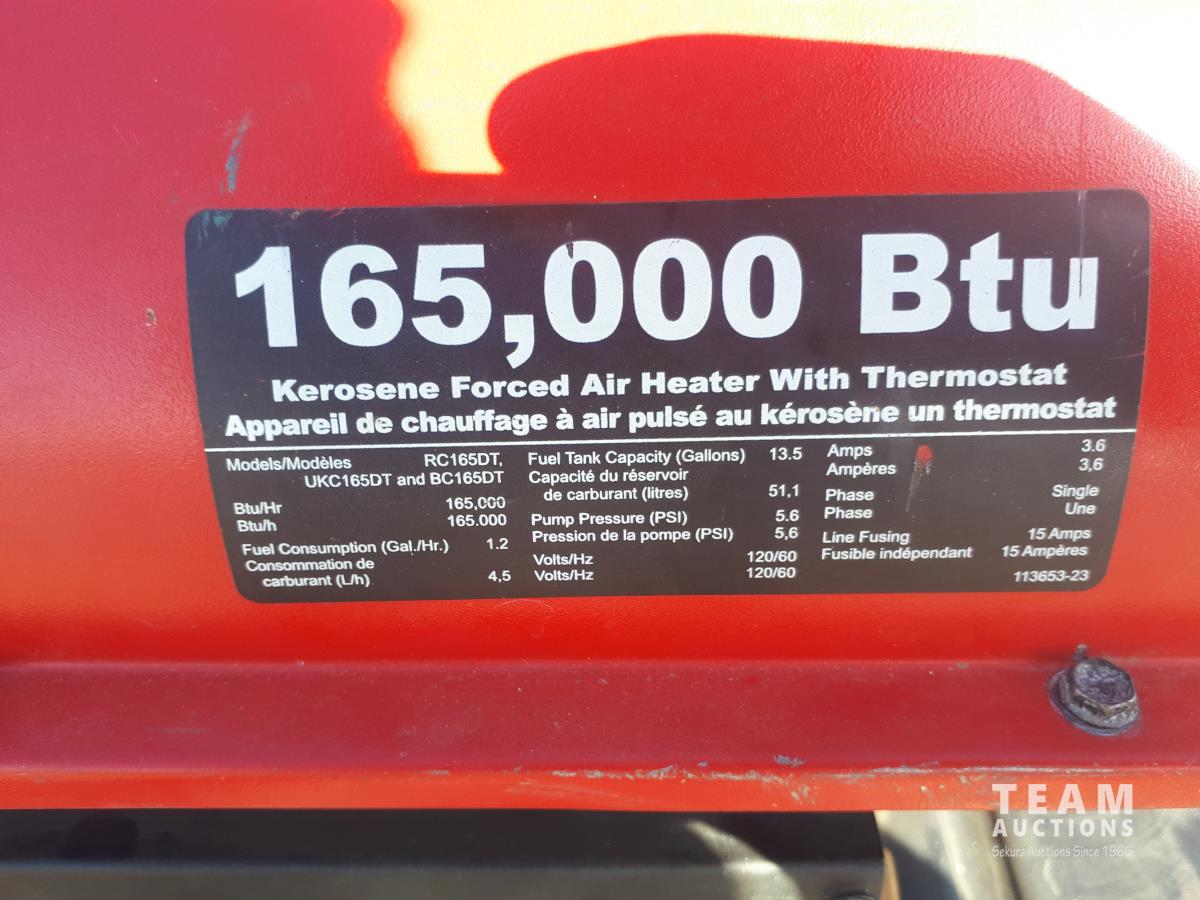 165,000 Btu
Kerosene Forced Air Heater With Thermostat
Appareil de chauffage à air pulsé au kérosène un thermostat
Models/Modèles RC165DT,
UKC165DT and BC165DT
Btu/Hr 165,000
Btu/h 165.000
Fuel Consumption (Gal./Hr.) 1.2
Consommation de
carburant (L/h) 4,5
Fuel Tank Capacity (Gallons) 13.5
Capacité du réservoir
de carburant (litres) 51,1
Pump Pressure (PSI) 5.6
Pression de la pompe (PSI) 5,6
Volts/Hz 120/60
Volts/Hz 120/60
Amps 3.6
Ampères 3,6
Phase Single
Phase Une
Line Fusing 15 Amps
Fusible indépendant 15 Ampères
113653-23
TEAM
AUCTIONS
Sekura Auctions Since 1966